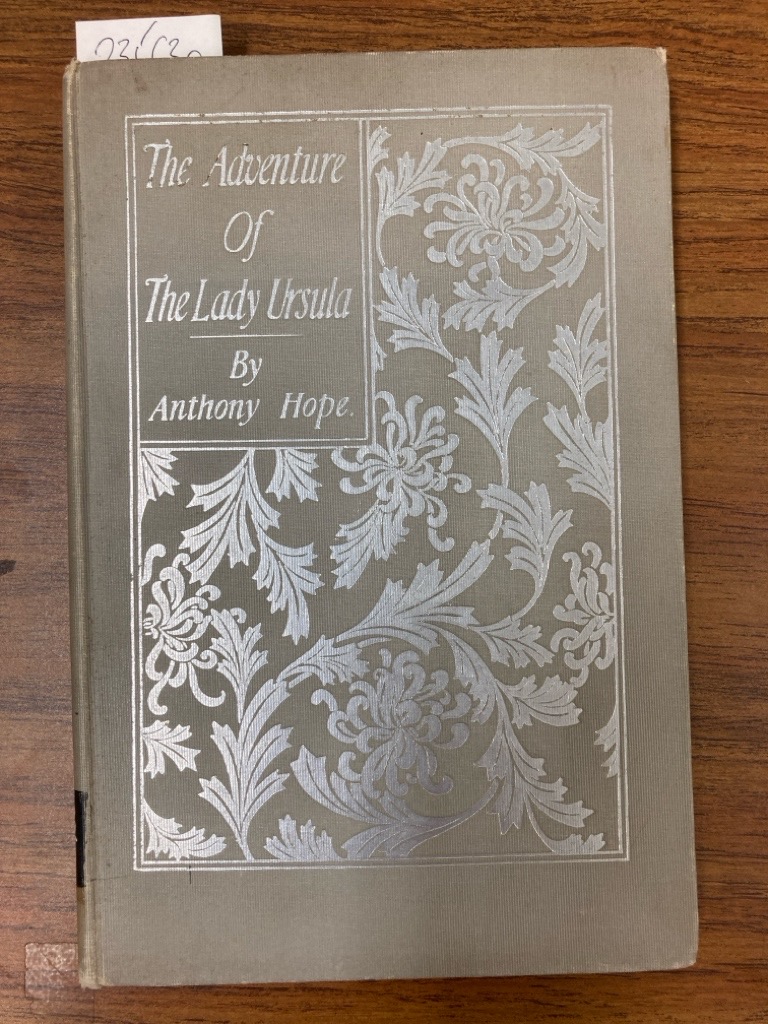 The Adventure
Of
The Lady Ursula
By
Anthony Hope.